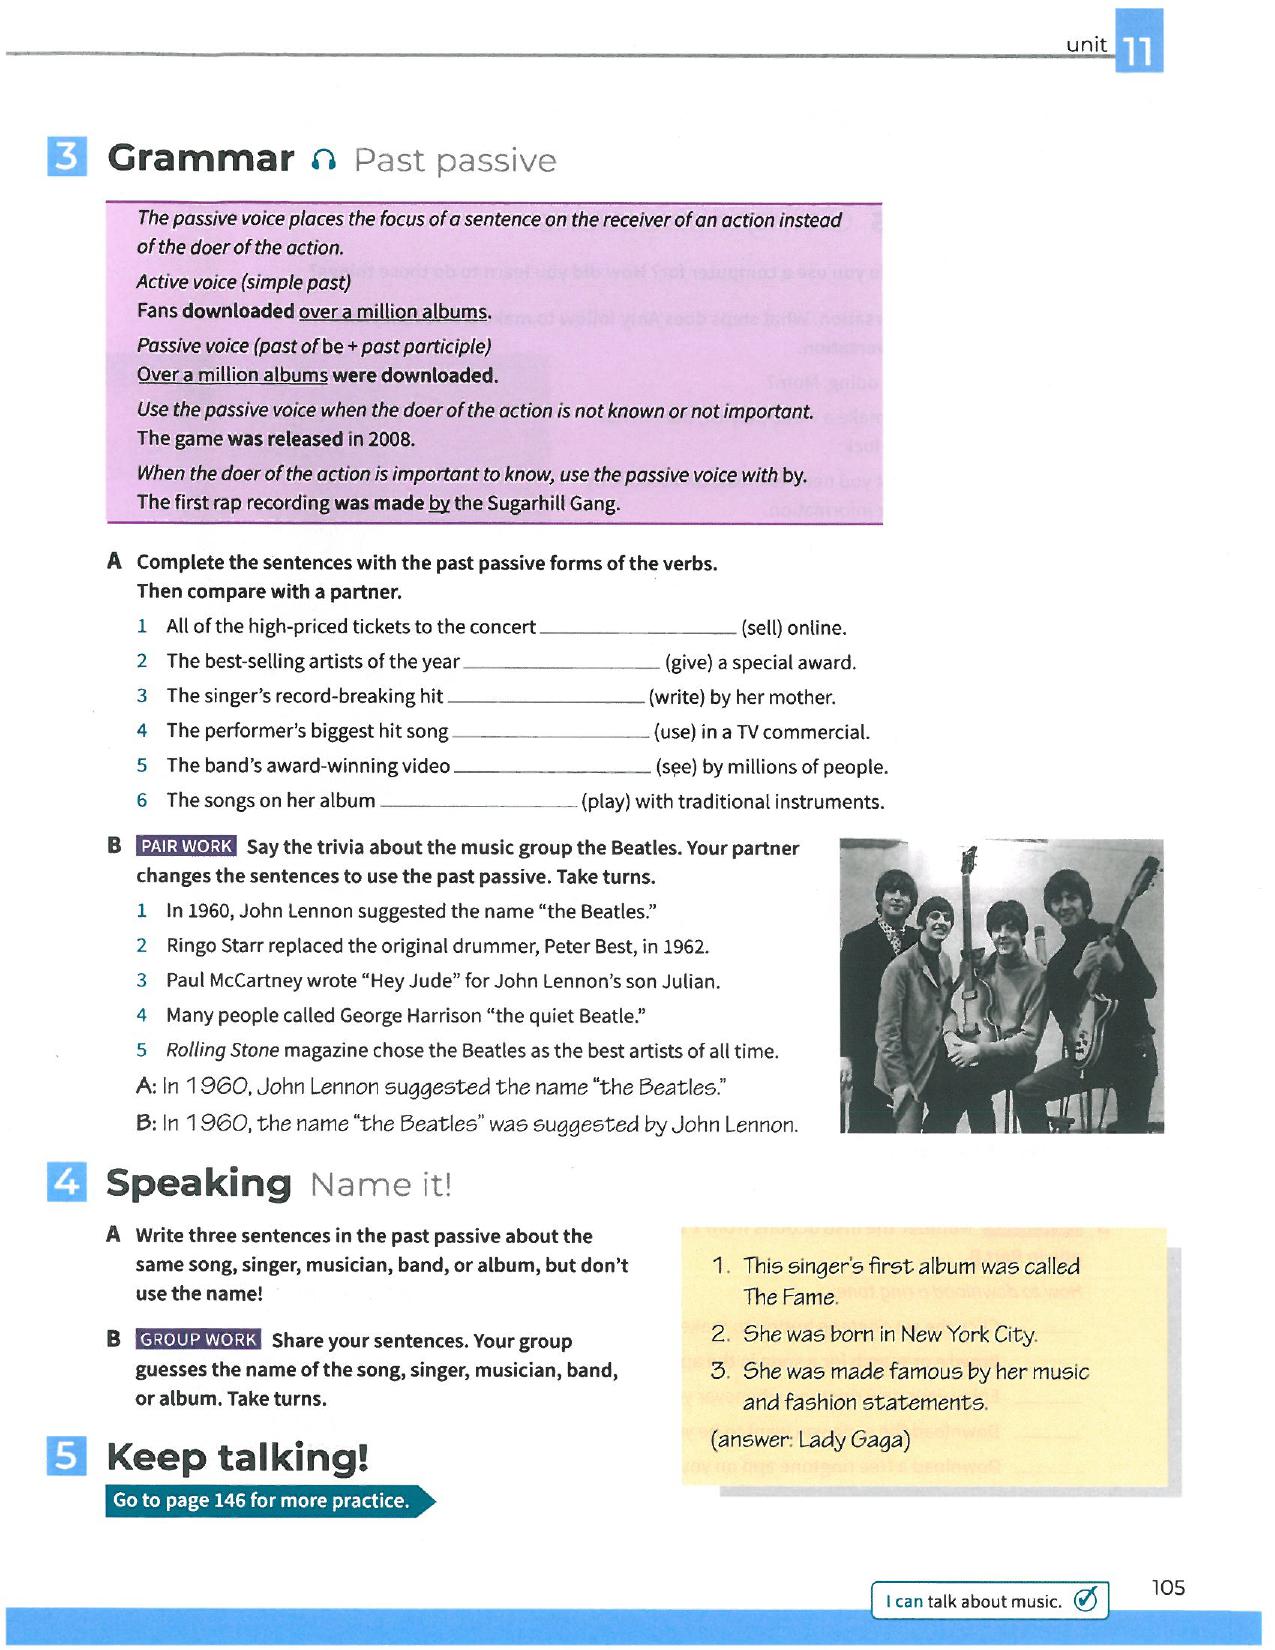 unit 11
3 Grammar Past passive
The passive voice places the focus of a sentence on the receiver of an action instead
of the doer of the action.
Active voice (simple past)
Fans downloaded over a million albums.
Passive voice (past of be + past participle)
Over a million albums were downloaded.
Use the passive voice when the doer of the action is not known or not important.
The game was released in 2008.
When the doer of the action is important to know, use the passive voice with by.
The first rap recording was made by the Sugarhill Gang.
A Complete the sentences with the past passive forms of the verbs.
Then compare with a partner.
1 All of the high-priced tickets to the concert ____________ (sell) online.
2 The best-selling artists of the year ____________ (give) a special award.
3 The singer's record-breaking hit ____________ (write) by her mother.
4 The performer's biggest hit song ____________ (use) in a TV commercial.
5 The band's award-winning video ____________ (see) by millions of people.
6 The songs on her album ____________ (play) with traditional instruments.
B PAIR WORK Say the trivia about the music group the Beatles. Your partner
changes the sentences to use the past passive. Take turns.
1 In 1960, John Lennon suggested the name “the Beatles.”
2 Ringo Starr replaced the original drummer, Peter Best, in 1962.
3 Paul McCartney wrote “Hey Jude” for John Lennon's son Julian.
4 Many people called George Harrison “the quiet Beatle.”
5 Rolling Stone magazine chose the Beatles as the best artists of all time.
A: In 1960, John Lennon suggested the name “the Beatles.”
B: In 1960, the name “the Beatles” was suggested by John Lennon.
4 Speaking Name it!
A Write three sentences in the past passive about the
same song, singer, musician, band, or album, but don't
use the name!
B GROUP WORK Share your sentences. Your group
guesses the name of the song, singer, musician, band,
or album. Take turns.
1. This singer's first album was called
The Fame.
2. She was born in New York City.
3. She was made famous by her music
and fashion statements.
(answer: Lady Gaga)
5 Keep talking!
Go to page 146 for more practice.
I can talk about music.
105